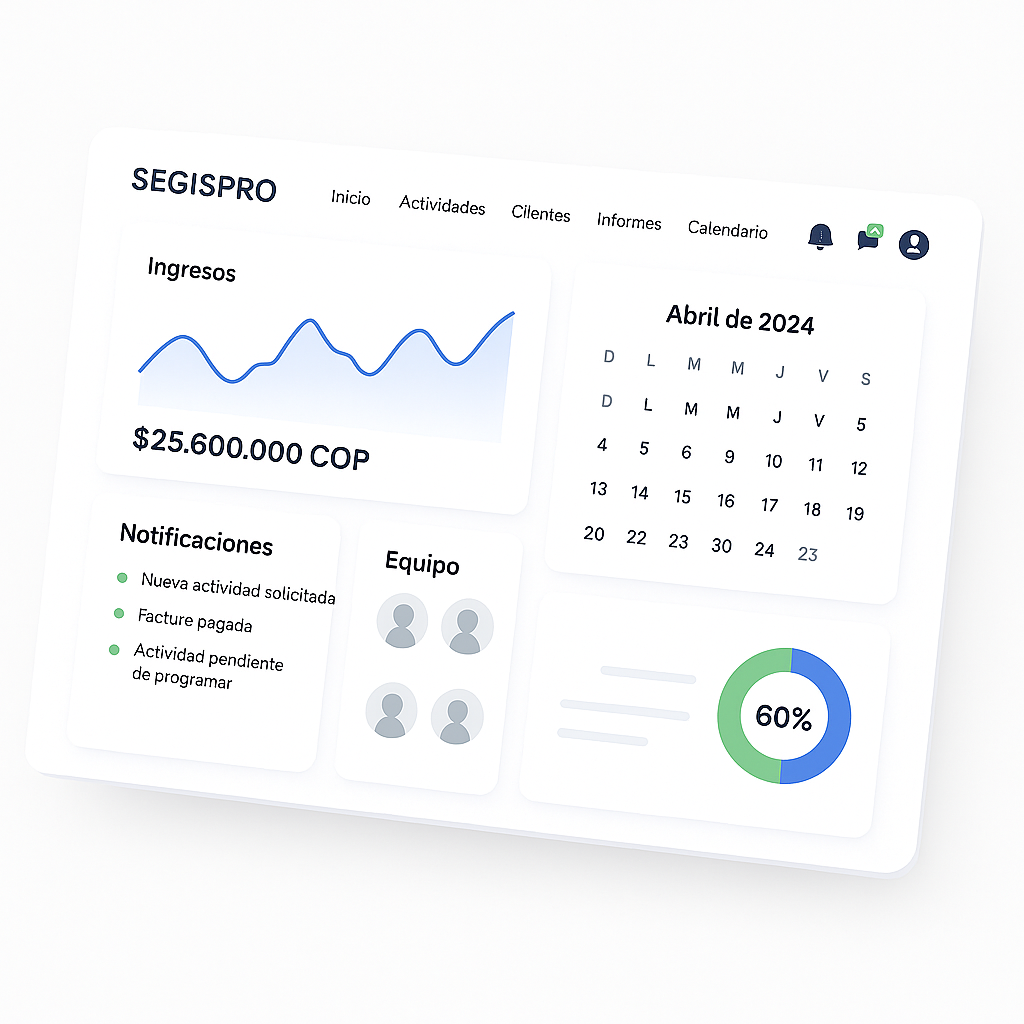 SEGISPRO
Inicio Actividades Clientes Informes Calendario
Ingresos
$25.600.000 COP
Abril de 2024
D L M M J V S
D L M M J V 5
4 5 6 9 10 11 12
13 14 15 16 17 18 19
20 22 23 30 24 23
Notificaciones
Nueva actividad solicitada
Facture pagada
Actividad pendiente
de programar
Equipo
60%